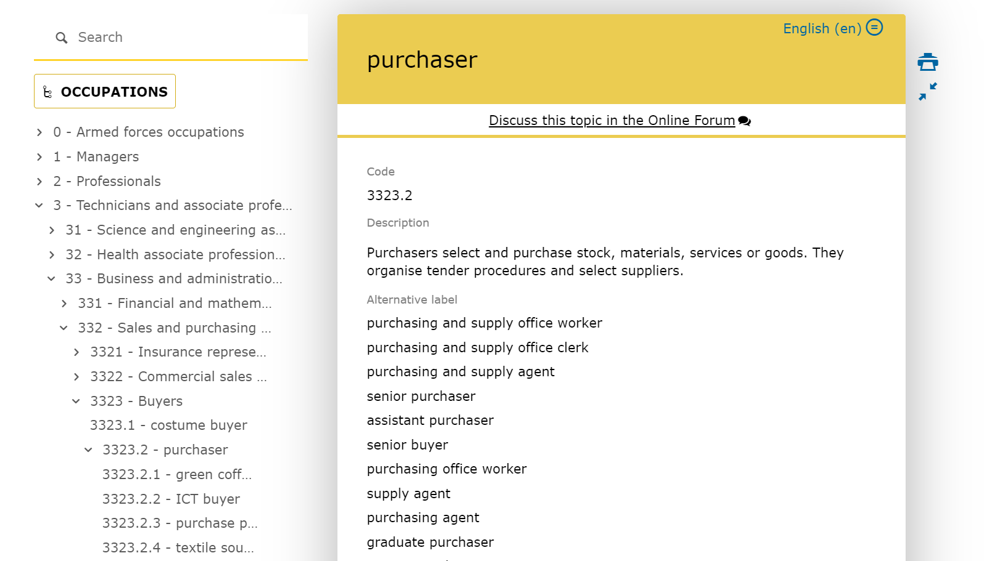 Search
OCCUPATIONS
0 - Armed forces occupations
1 - Managers
2 - Professionals
3 - Technicians and associate profe...
31 - Science and engineering as...
32 - Health associate profession...
33 - Business and administratio...
331 - Financial and mathem...
332 - Sales and purchasing ...
3321 - Insurance represe...
3322 - Commercial sales ...
3323 - Buyers
3323.1 - costume buyer
3323.2 - purchaser
3323.2.1 - green coff...
3323.2.2 - ICT buyer
3323.2.3 - purchase p...
3323.2.4 - textile sou...
English (en)
purchaser
Discuss this topic in the Online Forum
Code
3323.2
Description
Purchasers select and purchase stock, materials, services or goods. They
organise tender procedures and select suppliers.
Alternative label
purchasing and supply office worker
purchasing and supply office clerk
purchasing and supply agent
senior purchaser
assistant purchaser
senior buyer
purchasing office worker
supply agent
purchasing agent
graduate purchaser